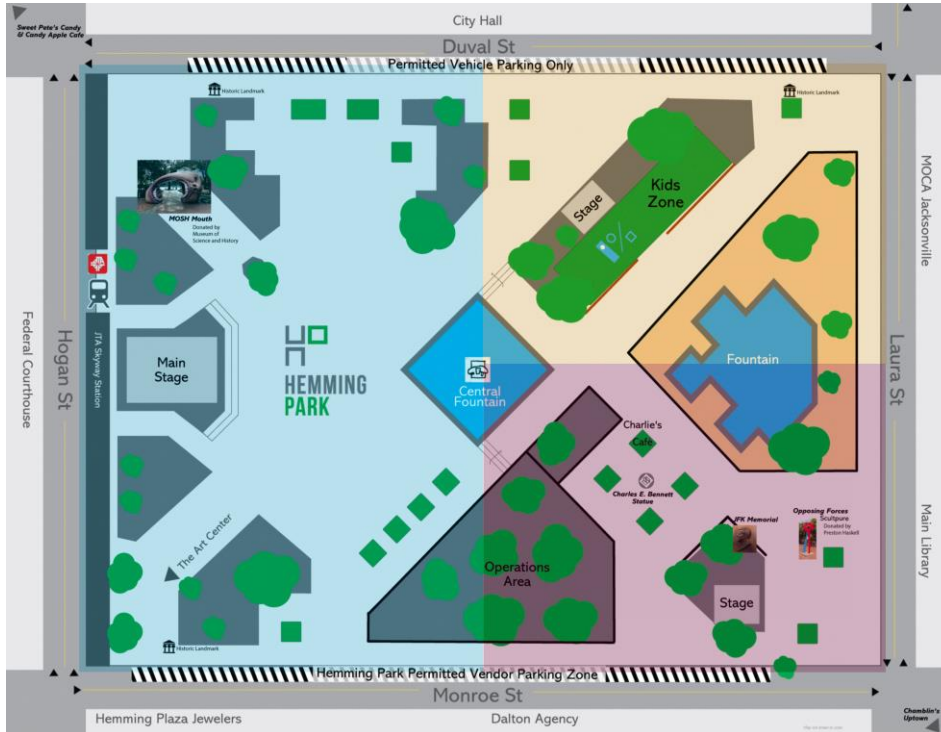 Sweet Pete's Candy
& Candy Apple Cafe
City Hall
Duval St
Permitted Vehicle Parking Only
Historic Landmark
Historic Landmark
MOSH Mouth
Donated by
Museum of
Science and History
Stage
Kids
Zone
MOCA Jacksonville
Federal Courthouse
Hogan St
JTA Skyway Station
Main
Stage
HEMMING
PARK
Central
Fountain
Fountain
Laura St
Charlie's
Cafe
Charles E. Bennett
Statue
JFK Memorial
Opposing Forces
Scultpure
Donated by
Preston Haskell
Main Library
The Art Center
Operations
Area
Stage
Historic Landmark
Hemming Park Permitted Vendor Parking Zone
Monroe St
Hemming Plaza Jewelers
Dalton Agency
Chamblin's
Uptown